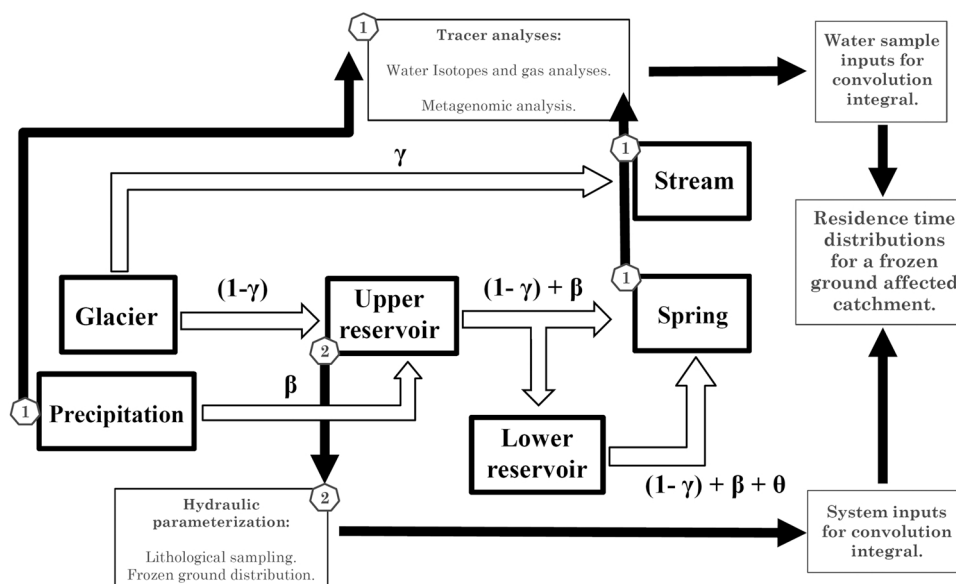 1
Tracer analyses:
Water Isotopes and gas analyses.
Metagenomic analysis.
Water sample
inputs for
convolution
integral.
γ
1
Stream
Residence time
distributions
for a frozen
ground affected
catchment.
Glacier
(1-γ)
Upper
reservoir
2
(1- γ) + β
1
Spring
1
Precipitation
β
Lower
reservoir
(1- γ) + β + θ
2
Hydraulic
parameterization:
Lithological sampling.
Frozen ground distribution.
System inputs
for convolution
integral.